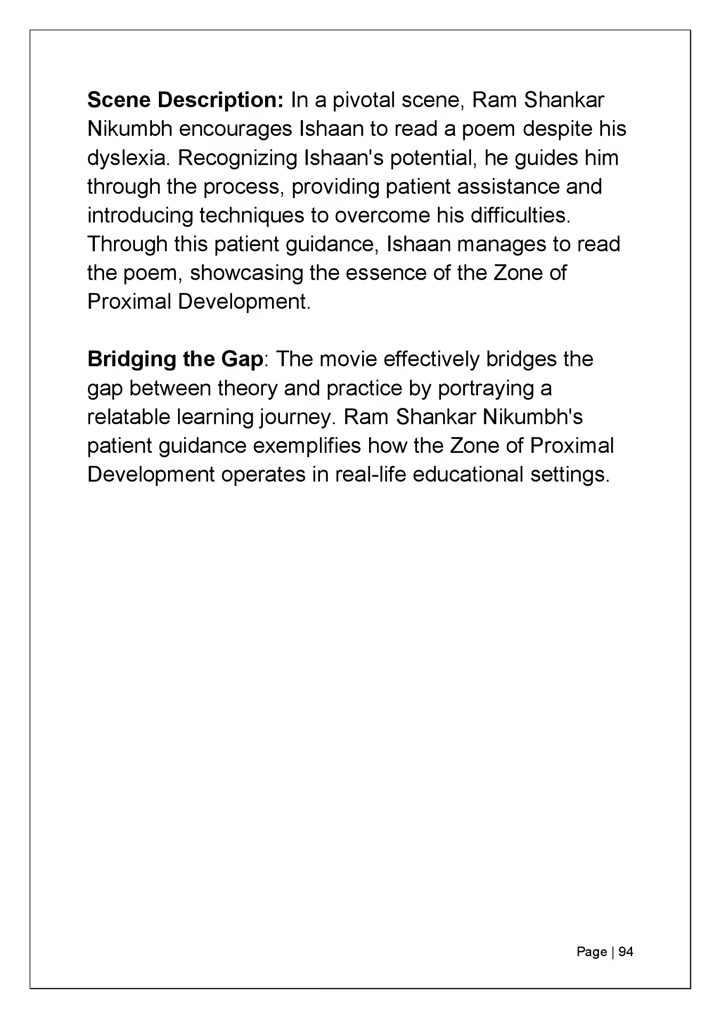 Scene Description: In a pivotal scene, Ram Shankar
Nikumbh encourages Ishaan to read a poem despite his
dyslexia. Recognizing Ishaan's potential, he guides him
through the process, providing patient assistance and
introducing techniques to overcome his difficulties.
Through this patient guidance, Ishaan manages to read
the poem, showcasing the essence of the Zone of
Proximal Development.
Bridging the Gap: The movie effectively bridges the
gap between theory and practice by portraying a
relatable learning journey. Ram Shankar Nikumbh's
patient guidance exemplifies how the Zone of Proximal
Development operates in real-life educational settings.
Page | 94